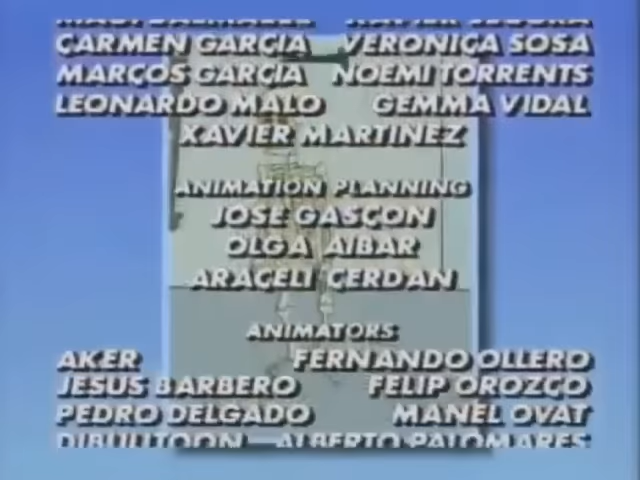 CARMEN GARCIA VERONICA SOSA
MARCOS GARCIA NOEMI TORRENTS
LEONARDO MALO GEMMA VIDAL
XAVIER MARTINEZ
ANIMATION PLANNING
JOSE GASCON
OLGA AIBAR
ARACELI CERDAN
ANIMATORS
AKER FERNANDO OLLERO
JESUS BARBERO FELIP OROZCO
PEDRO DELGADO MANEL OVAT
DIBULITOON ALBERTO PALOMARES